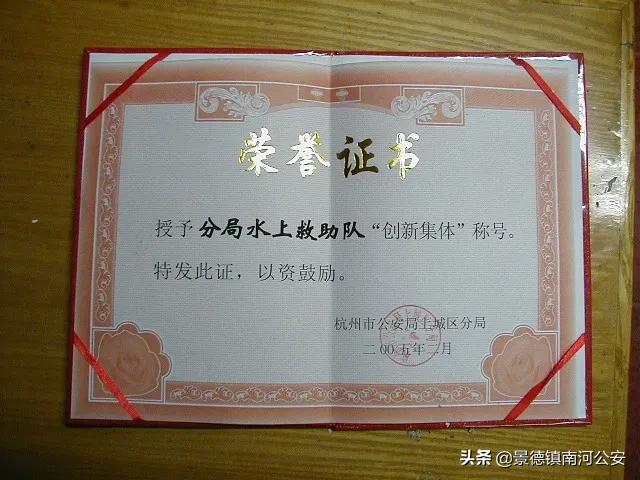 荣誉证书
授予分局水上救助队“创新集体”称号。
特发此证，以资鼓励。
杭州市公安局上城区分局
二00五年二月
头条 @景德镇南河公安